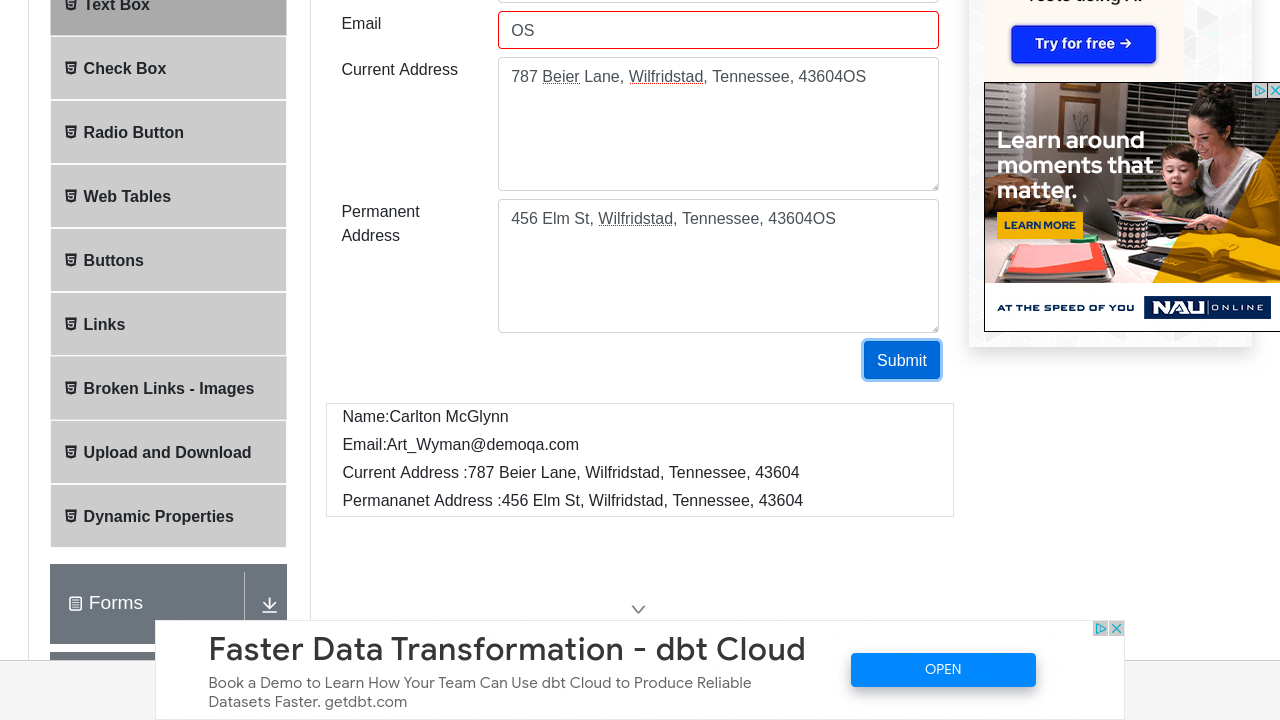 Text Box
Check Box
Radio Button
Web Tables
Buttons
Links
Broken Links - Images
Upload and Download
Dynamic Properties
Forms
Email
OS
Current Address
787 Beier Lane, Wilfridstad, Tennessee, 43604OS
Permanent
Address
456 Elm St, Wilfridstad, Tennessee, 43604OS
Submit
Name:Carlton McGlynn
Email:Art_Wyman@demoqa.com
Current Address :787 Beier Lane, Wilfridstad, Tennessee, 43604
Permananet Address :456 Elm St, Wilfridstad, Tennessee, 43604
Try for free →
Learn around
moments that
matter.
LEARN MORE
AT THE SPEED OF YOU NAU ONLINE
Faster Data Transformation - dbt Cloud
Book a Demo to Learn How Your Team Can Use dbt Cloud to Produce Reliable
Datasets Faster. getdbt.com
OPEN